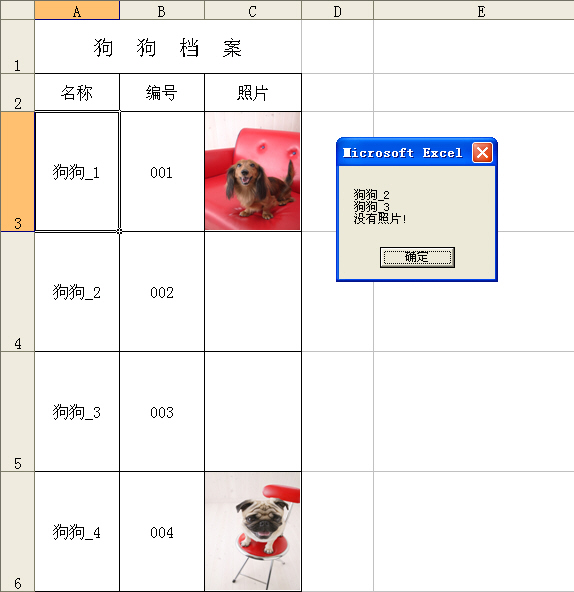 A B C D E
1 狗 狗 档 案
2 名称 编号 照片
3 狗狗_1 001
Microsoft Excel
狗狗_2
狗狗_3
没有照片!
确定
4 狗狗_2 002
5 狗狗_3 003
6 狗狗_4 004